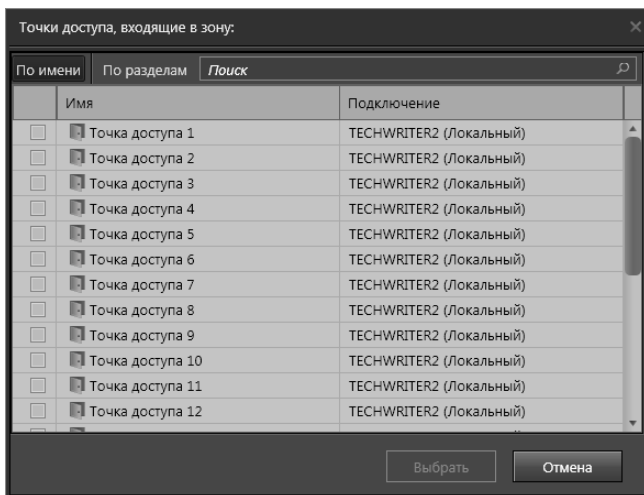 Точки доступа, входящие в зону:
По имени По разделам Поиск
Имя Подключение
Точка доступа 1 TECHWRITER2 (Локальный)
Точка доступа 2 TECHWRITER2 (Локальный)
Точка доступа 3 TECHWRITER2 (Локальный)
Точка доступа 4 TECHWRITER2 (Локальный)
Точка доступа 5 TECHWRITER2 (Локальный)
Точка доступа 6 TECHWRITER2 (Локальный)
Точка доступа 7 TECHWRITER2 (Локальный)
Точка доступа 8 TECHWRITER2 (Локальный)
Точка доступа 9 TECHWRITER2 (Локальный)
Точка доступа 10 TECHWRITER2 (Локальный)
Точка доступа 11 TECHWRITER2 (Локальный)
Точка доступа 12 TECHWRITER2 (Локальный)
Выбрать Отмена